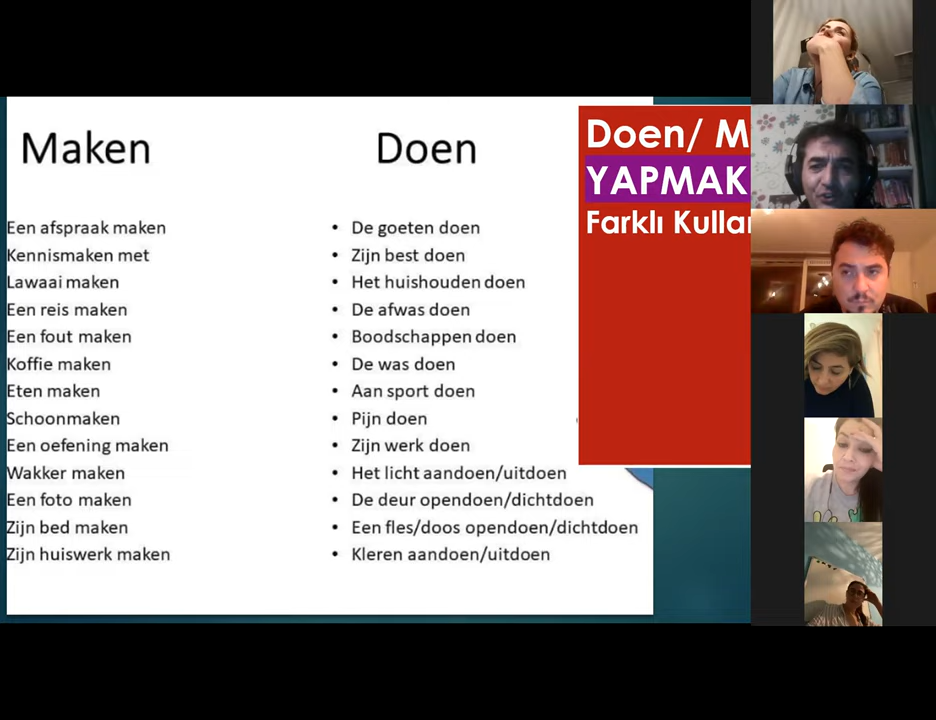 Maken
Een afspraak maken
Kennismaken met
Lawaai maken
Een reis maken
Een fout maken
Koffie maken
Eten maken
Schoonmaken
Een oefening maken
Wakker maken
Een foto maken
Zijn bed maken
Zijn huiswerk maken
Doen
• De goeten doen
• Zijn best doen
• Het huishouden doen
• De afwas doen
• Boodschappen doen
• De was doen
• Aan sport doen
• Pijn doen
• Zijn werk doen
• Het licht aandoen/uitdoen
• De deur opendoen/dichtdoen
• Een fles/doos opendoen/dichtdoen
• Kleren aandoen/uitdoen
Doen/ M
YAPMAK
Farklı Kullar